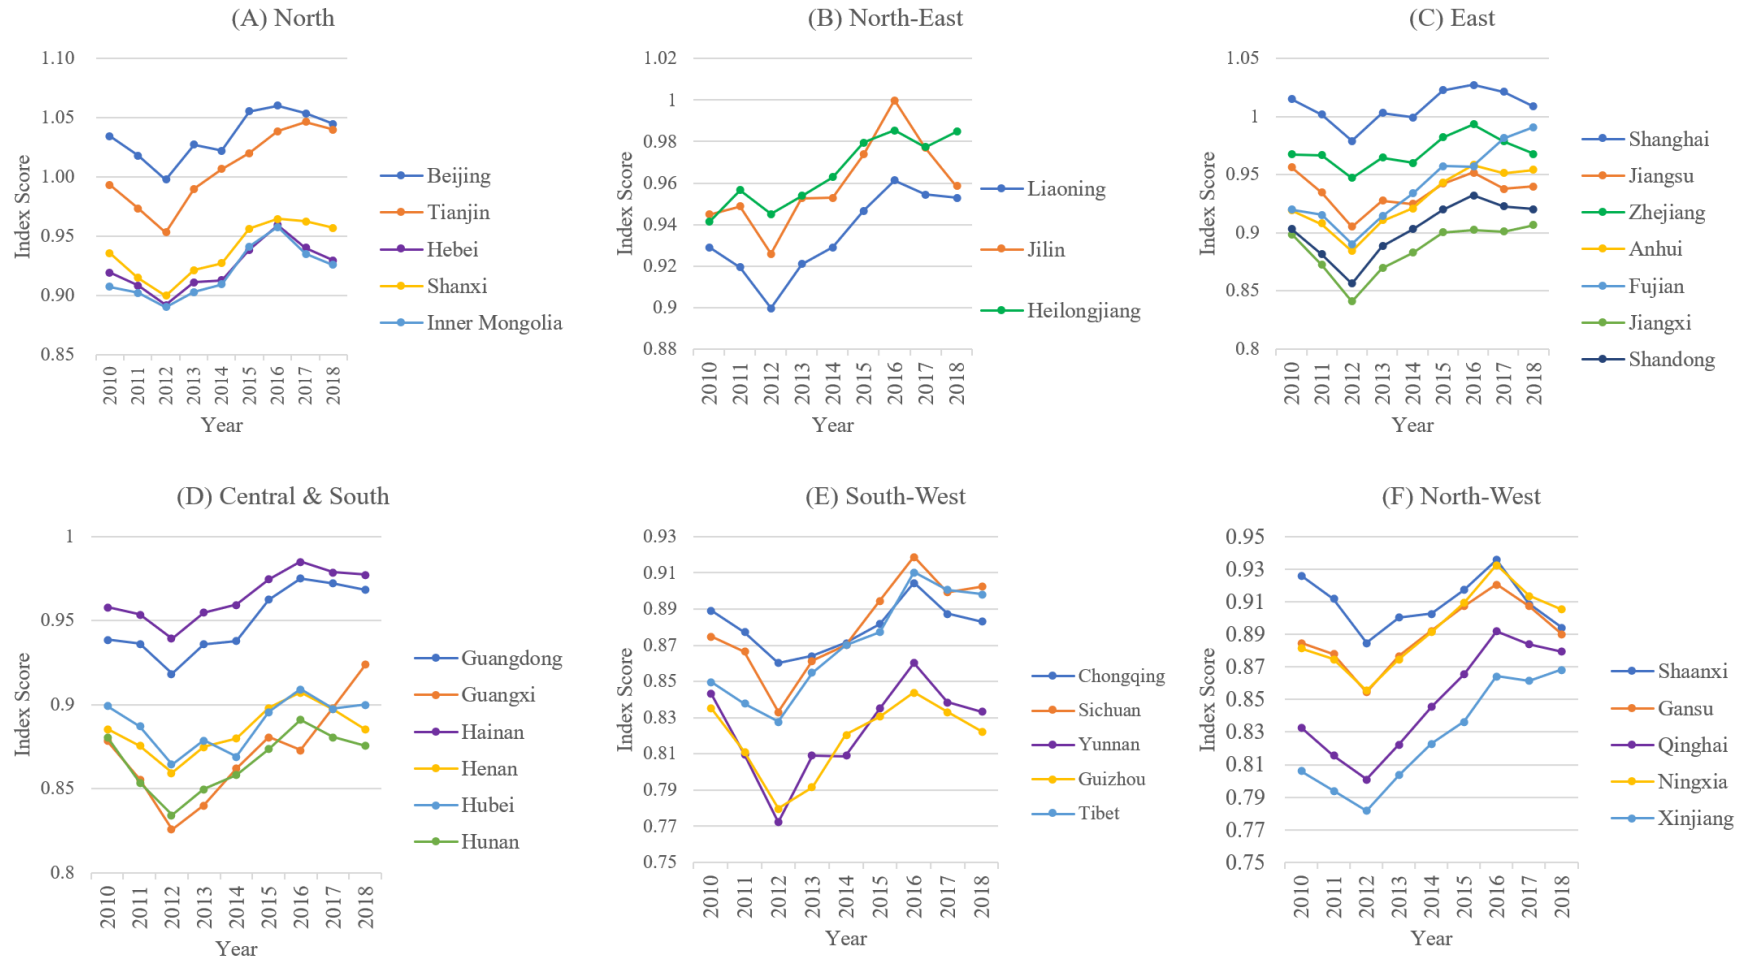 (A) North
1.10
1.05
1.00
0.95
0.90
0.85
Index Score
2010
2011
2012
2013
2014
2015
2016
2017
2018
Year
Beijing
Tianjin
Hebei
Shanxi
Inner Mongolia
(B) North-East
1.02
1
0.98
0.96
0.94
0.92
0.9
0.88
Index Score
2010
2011
2012
2013
2014
2015
2016
2017
2018
Year
Liaoning
Jilin
Heilongjiang
(C) East
1.05
1
0.95
0.9
0.85
0.8
Index Score
2010
2011
2012
2013
2014
2015
2016
2017
2018
Year
Shanghai
Jiangsu
Zhejiang
Anhui
Fujian
Jiangxi
Shandong
(D) Central & South
1
0.95
0.9
0.85
0.8
Index Score
2010
2011
2012
2013
2014
2015
2016
2017
2018
Year
Guangdong
Guangxi
Hainan
Henan
Hubei
Hunan
(E) South-West
0.93
0.91
0.89
0.87
0.85
0.83
0.81
0.79
0.77
0.75
Index Score
2010
2011
2012
2013
2014
2015
2016
2017
2018
Year
Chongqing
Sichuan
Yunnan
Guizhou
Tibet
(F) North-West
0.95
0.93
0.91
0.89
0.87
0.85
0.83
0.81
0.79
0.77
0.75
Index Score
2010
2011
2012
2013
2014
2015
2016
2017
2018
Year
Shaanxi
Gansu
Qinghai
Ningxia
Xinjiang